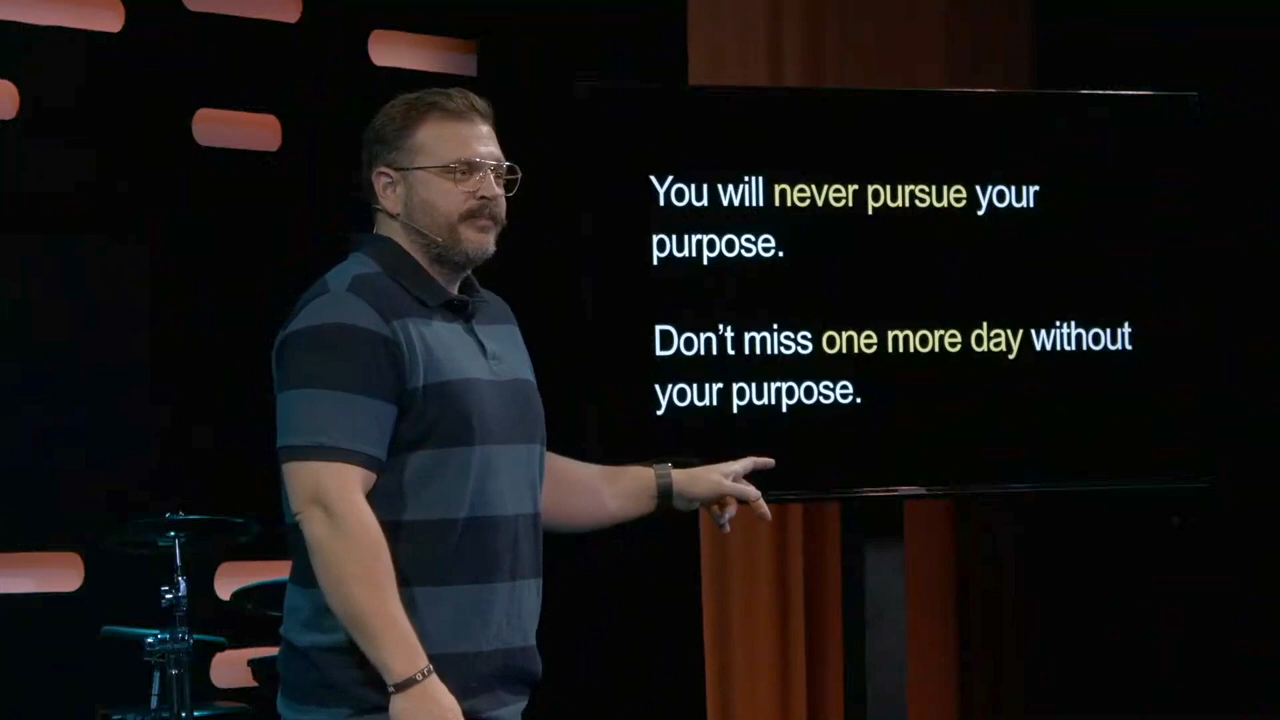 You will never pursue your
purpose.
Don't miss one more day without
your purpose.